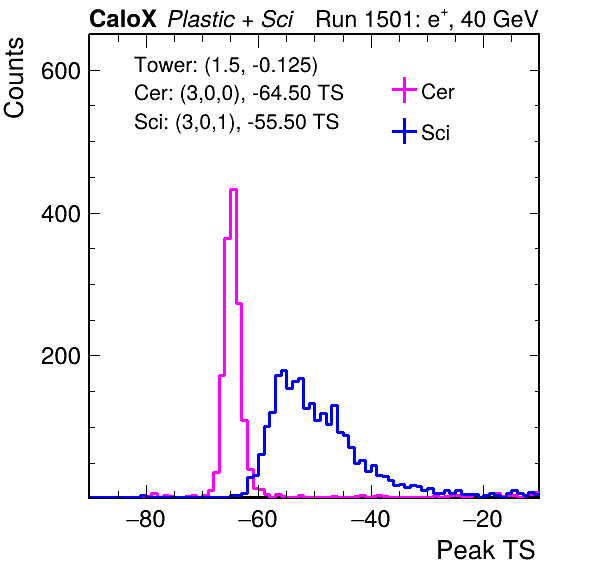 CaloX Plastic + Sci Run 1501: e⁺, 40 GeV
Counts
Tower: (1.5, -0.125)
Cer: (3,0,0), -64.50 TS
Sci: (3,0,1), -55.50 TS
Cer
Sci
600
400
200
−80 −60 −40 −20
Peak TS